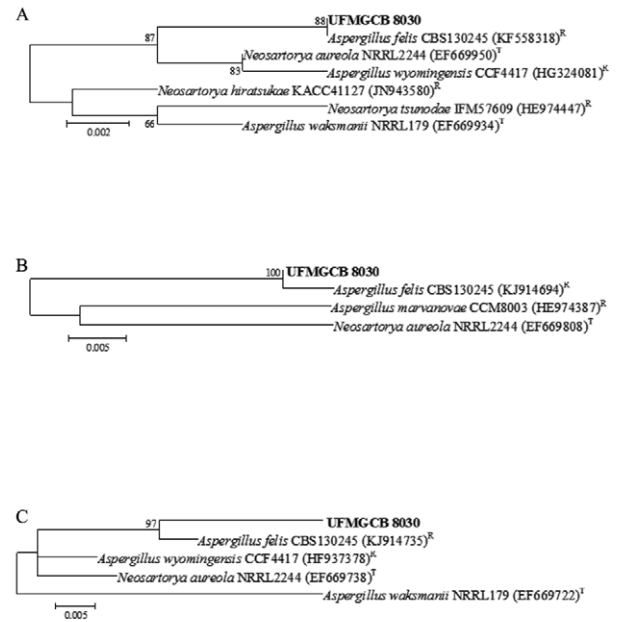 A
88 UFMGCB 8030
87
Aspergillus felis CBS130245 (KF558318)R
Neosartorya aureola NRRL2244 (EF669950)T
83
Aspergillus wyomingensis CCF4417 (HG324081)K
Neosartorya hiratsukae KACC41127 (JN943580)R
Neosartorya tsunodae IFM57609 (HE974447)R
66
Aspergillus waksmanii NRRL179 (EF669934)T
0.002
B
100 UFMGCB 8030
Aspergillus felis CBS130245 (KJ914694)K
Aspergillus marvanovae CCM8003 (HE974387)R
Neosartorya aureola NRRL2244 (EF669808)T
0.005
C
97 UFMGCB 8030
Aspergillus felis CBS130245 (KJ914735)R
Aspergillus wyomingensis CCF4417 (HF937378)K
Neosartorya aureola NRRL2244 (EF669738)T
Aspergillus waksmanii NRRL179 (EF669722)T
0.005